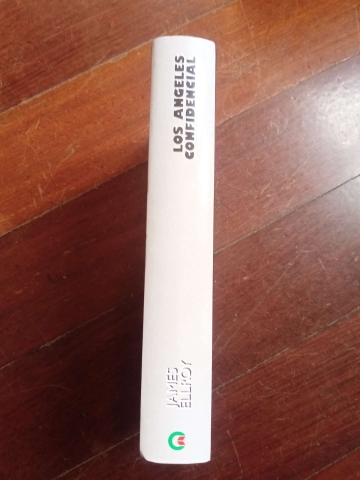 LOS ANGELES
CONFIDENCIAL
JAMES
ELLROY